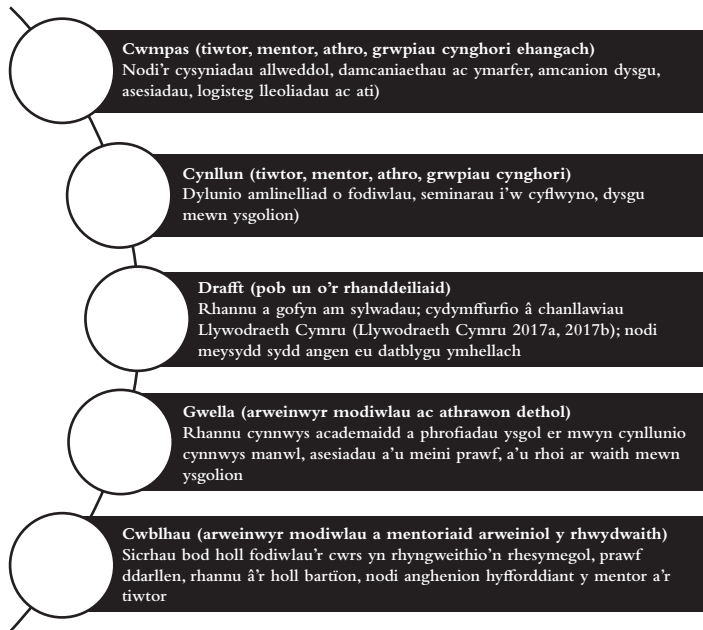 Cwmpas (tiwtor, mentor, athro, grwpiau cynghori ehangach)
Nodi'r cysyniadau allweddol, damcaniaethau ac ymarfer, amcanion dysgu,
asesiadau, logisteg lleoliadau ac ati)
Cynllun (tiwtor, mentor, athro, grwpiau cynghori)
Dylunio amlinelliad o fodiwlau, seminarau i'w cyflwyno, dysgu
mewn ysgolion)
Drafft (pob un o'r rhanddeiliaid)
Rhannu a gofyn am sylwadau; cydymffurfio â chanllawiau
Llywodraeth Cymru (Llywodraeth Cymru 2017a, 2017b); nodi
meysydd sydd angen eu datblygu ymhellach
Gwella (arweinwyr modiwlau ac athrawon dethol)
Rhannu cynnwys academaidd a phrofiadau ysgol er mwyn cynllunio
cynnwys manwl, asesiadau a'u meini prawf, a'u rhoi ar waith mewn
ysgolion
Cwblhau (arweinwyr modiwlau a mentoriaid arweiniol y rhwydwaith)
Sicrhau bod holl fodiwlau'r cwrs yn rhyngweithio'n rhesymegol, prawf
ddarllen, rhannu â'r holl bartïon, nodi anghenion hyfforddiant y mentor a'r
tiwtor